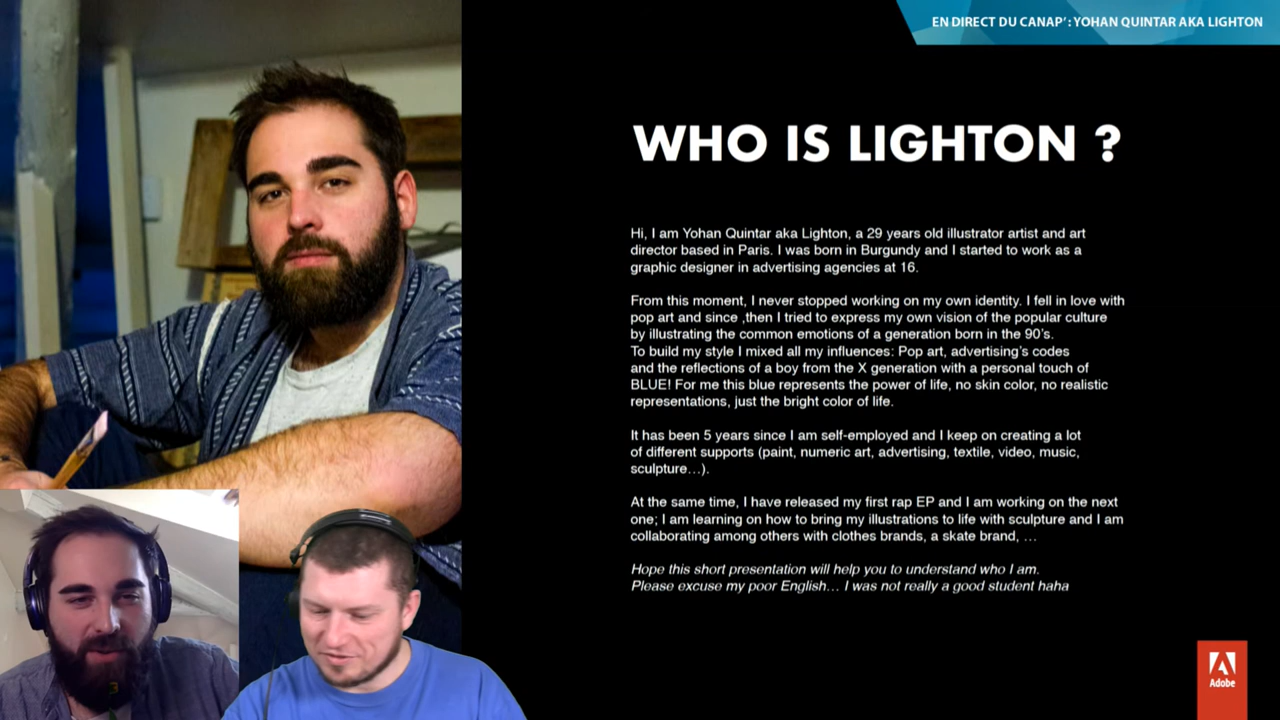 EN DIRECT DU CANAP' : YOHAN QUINTAR AKA LIGHTON
WHO IS LIGHTON ?
Hi, I am Yohan Quintar aka Lighton, a 29 years old illustrator artist and art
director based in Paris. I was born in Burgundy and I started to work as a
graphic designer in advertising agencies at 16.
From this moment, I never stopped working on my own identity. I fell in love with
pop art and since ,then I tried to express my own vision of the popular culture
by illustrating the common emotions of a generation born in the 90's.
To build my style I mixed all my influences: Pop art, advertising's codes
and the reflections of a boy from the X generation with a personal touch of
BLUE! For me this blue represents the power of life, no skin color, no realistic
representations, just the bright color of life.
It has been 5 years since I am self-employed and I keep on creating a lot
of different supports (paint, numeric art, advertising, textile, video, music,
sculpture…).
At the same time, I have released my first rap EP and I am working on the next
one; I am learning on how to bring my illustrations to life with sculpture and I am
collaborating among others with clothes brands, a skate brand, …
Hope this short presentation will help you to understand who I am.
Please excuse my poor English… I was not really a good student haha
Adobe